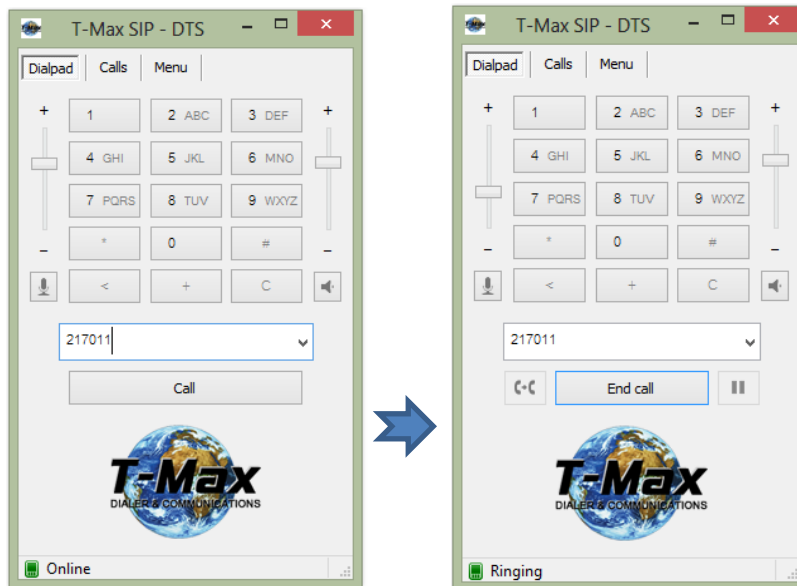 T-Max SIP - DTS
Dialpad Calls Menu
+ 1 2 ABC 3 DEF +
4 GHI 5 JKL 6 MNO
7 PQRS 8 TUV 9 WXYZ
- * 0 # -
< + C
217011
Call
T-Max
DIALER & COMMUNICATIONS
Online
T-Max SIP - DTS
Dialpad Calls Menu
+ 1 2 ABC 3 DEF +
4 GHI 5 JKL 6 MNO
7 PQRS 8 TUV 9 WXYZ
- * 0 # -
< + C
217011
End call
T-Max
DIALER & COMMUNICATIONS
Ringing